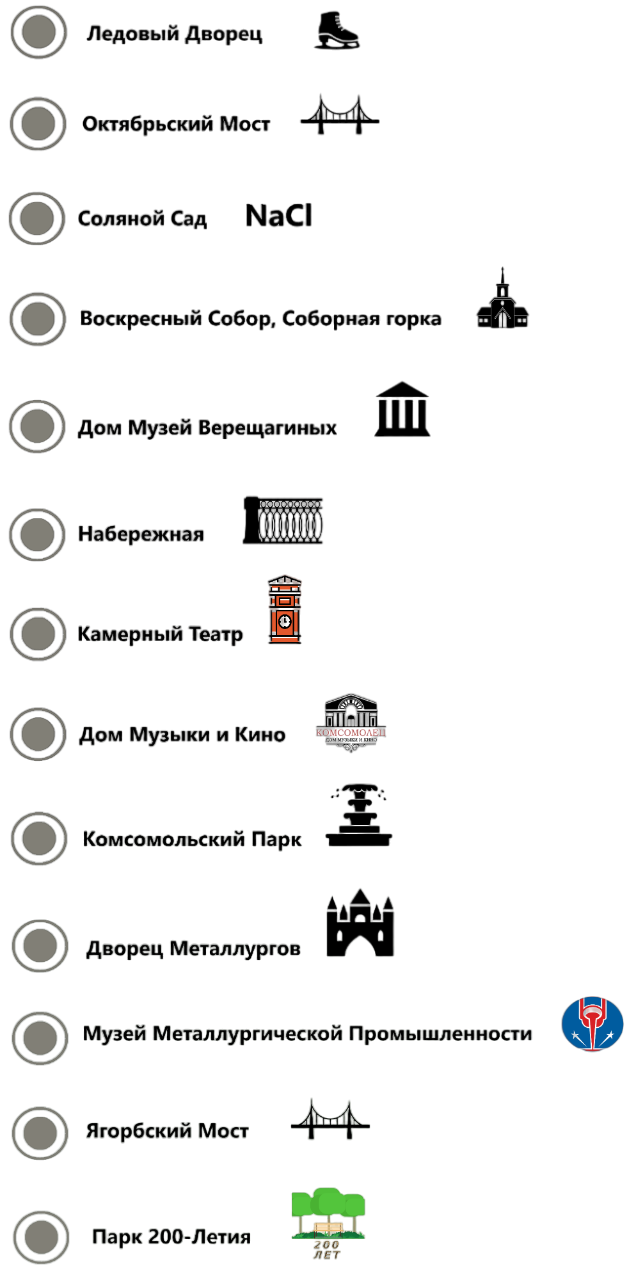 Ледовый Дворец
Октябрьский Мост
Соляной Сад NaCl
Воскресный Собор, Соборная горка
Дом Музей Верещагиных
Набережная
Камерный Театр
Дом Музыки и Кино
КОМСОМОЛЕЦ
ДОМ МУЗЫКИ И КИНО
Комсомольский Парк
Дворец Металлургов
Музей Металлургической Промышленности
Ягорбский Мост
Парк 200-Летия
200
ЛЕТ